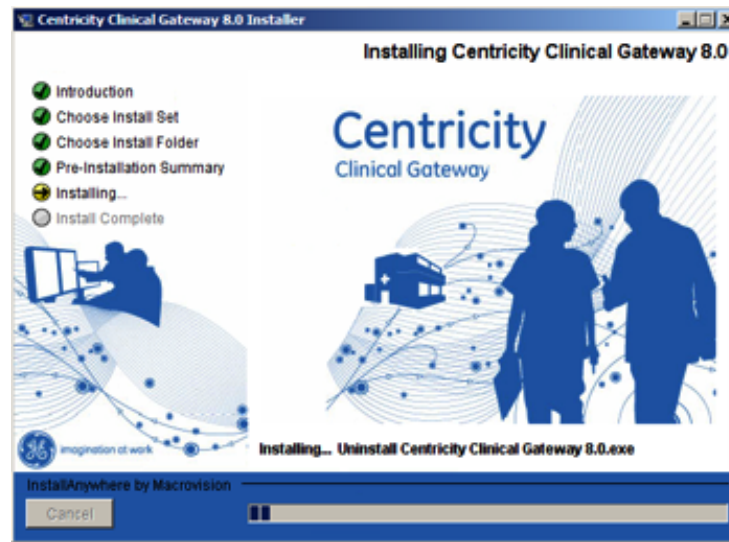 Centricity Clinical Gateway 8.0 Installer
Installing Centricity Clinical Gateway 8.0
Introduction
Choose Install Set
Choose Install Folder
Pre-Installation Summary
Installing...
Install Complete
Centricity
Clinical Gateway
imagination at work
Installing... Uninstall Centricity Clinical Gateway 8.0.exe
InstallAnywhere by Macrovision
Cancel